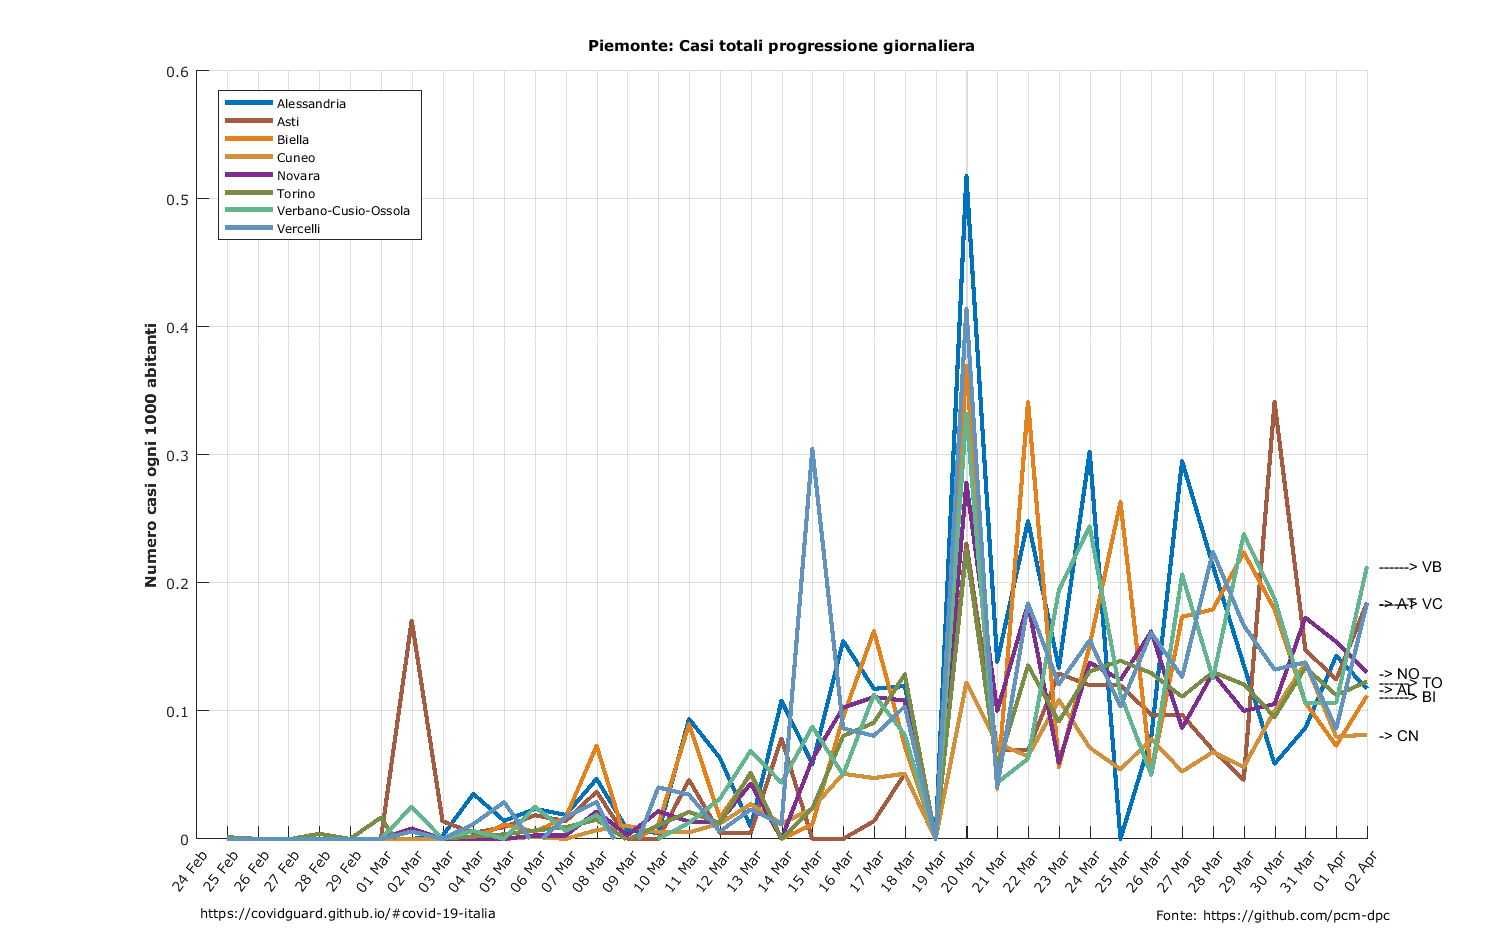 Piemonte: Casi totali progressione giornaliera
Numero casi ogni 1000 abitanti
0.6
0.5
0.4
0.3
0.2
0.1
0
Alessandria
Asti
Biella
Cuneo
Novara
Torino
Verbano-Cusio-Ossola
Vercelli
------> VB
-> AT
------> VC
-> NO
------> TO
-> AL
------> BI
-> CN
24 Feb
25 Feb
26 Feb
27 Feb
28 Feb
29 Feb
01 Mar
02 Mar
03 Mar
04 Mar
05 Mar
06 Mar
07 Mar
08 Mar
09 Mar
10 Mar
11 Mar
12 Mar
13 Mar
14 Mar
15 Mar
16 Mar
17 Mar
18 Mar
19 Mar
20 Mar
21 Mar
22 Mar
23 Mar
24 Mar
25 Mar
26 Mar
27 Mar
28 Mar
29 Mar
30 Mar
31 Mar
01 Apr
02 Apr
https://covidguard.github.io/#covid-19-italia
Fonte: https://github.com/pcm-dpc